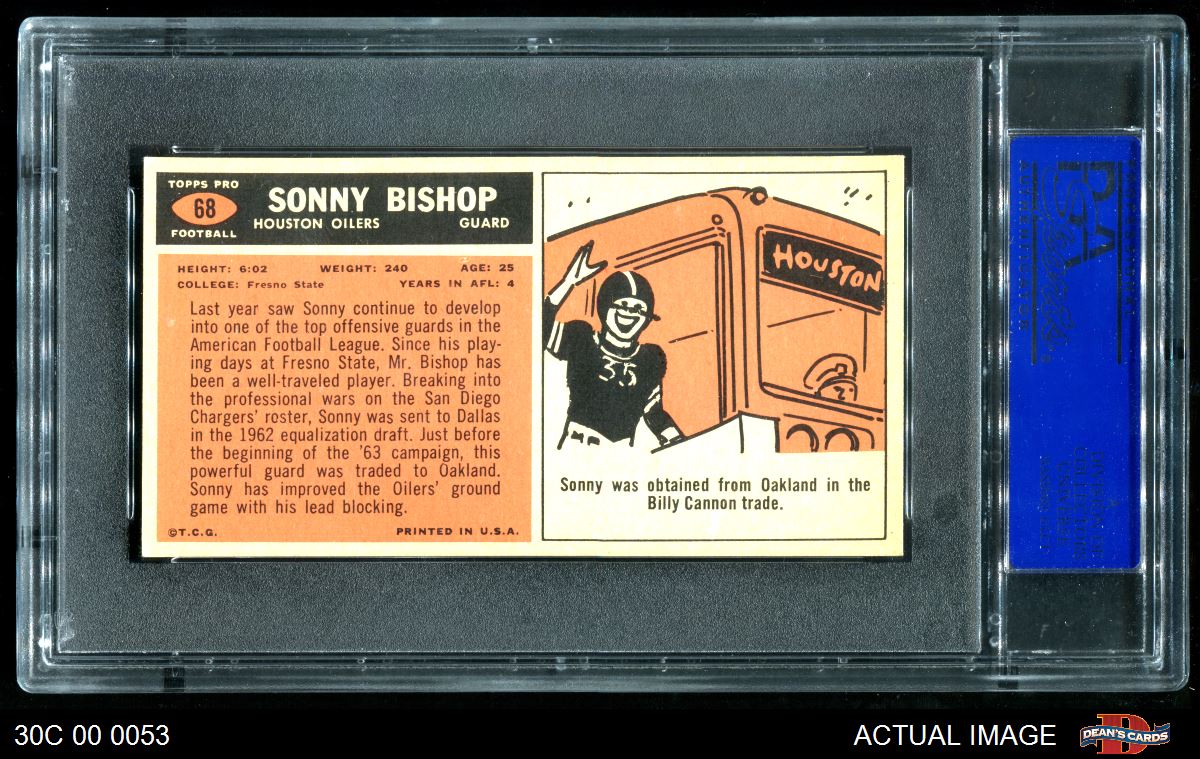 TOPPS PRO
68
FOOTBALL
SONNY BISHOP
HOUSTON OILERS GUARD
HEIGHT: 6:02 WEIGHT: 240 AGE: 25
COLLEGE: Fresno State YEARS IN AFL: 4
Last year saw Sonny continue to develop
into one of the top offensive guards in the
American Football League. Since his play-
ing days at Fresno State, Mr. Bishop has
been a well-traveled player. Breaking into
the professional wars on the San Diego
Chargers' roster, Sonny was sent to Dallas
in the 1962 equalization draft. Just before
the beginning of the '63 campaign, this
powerful guard was traded to Oakland.
Sonny has improved the Oilers' ground
game with his lead blocking.
©T.C.G. PRINTED IN U.S.A.
HOUSTON
35
Sonny was obtained from Oakland in the
Billy Cannon trade.
PSA
30C 00 0053
ACTUAL IMAGE
DEAN'S CARDS